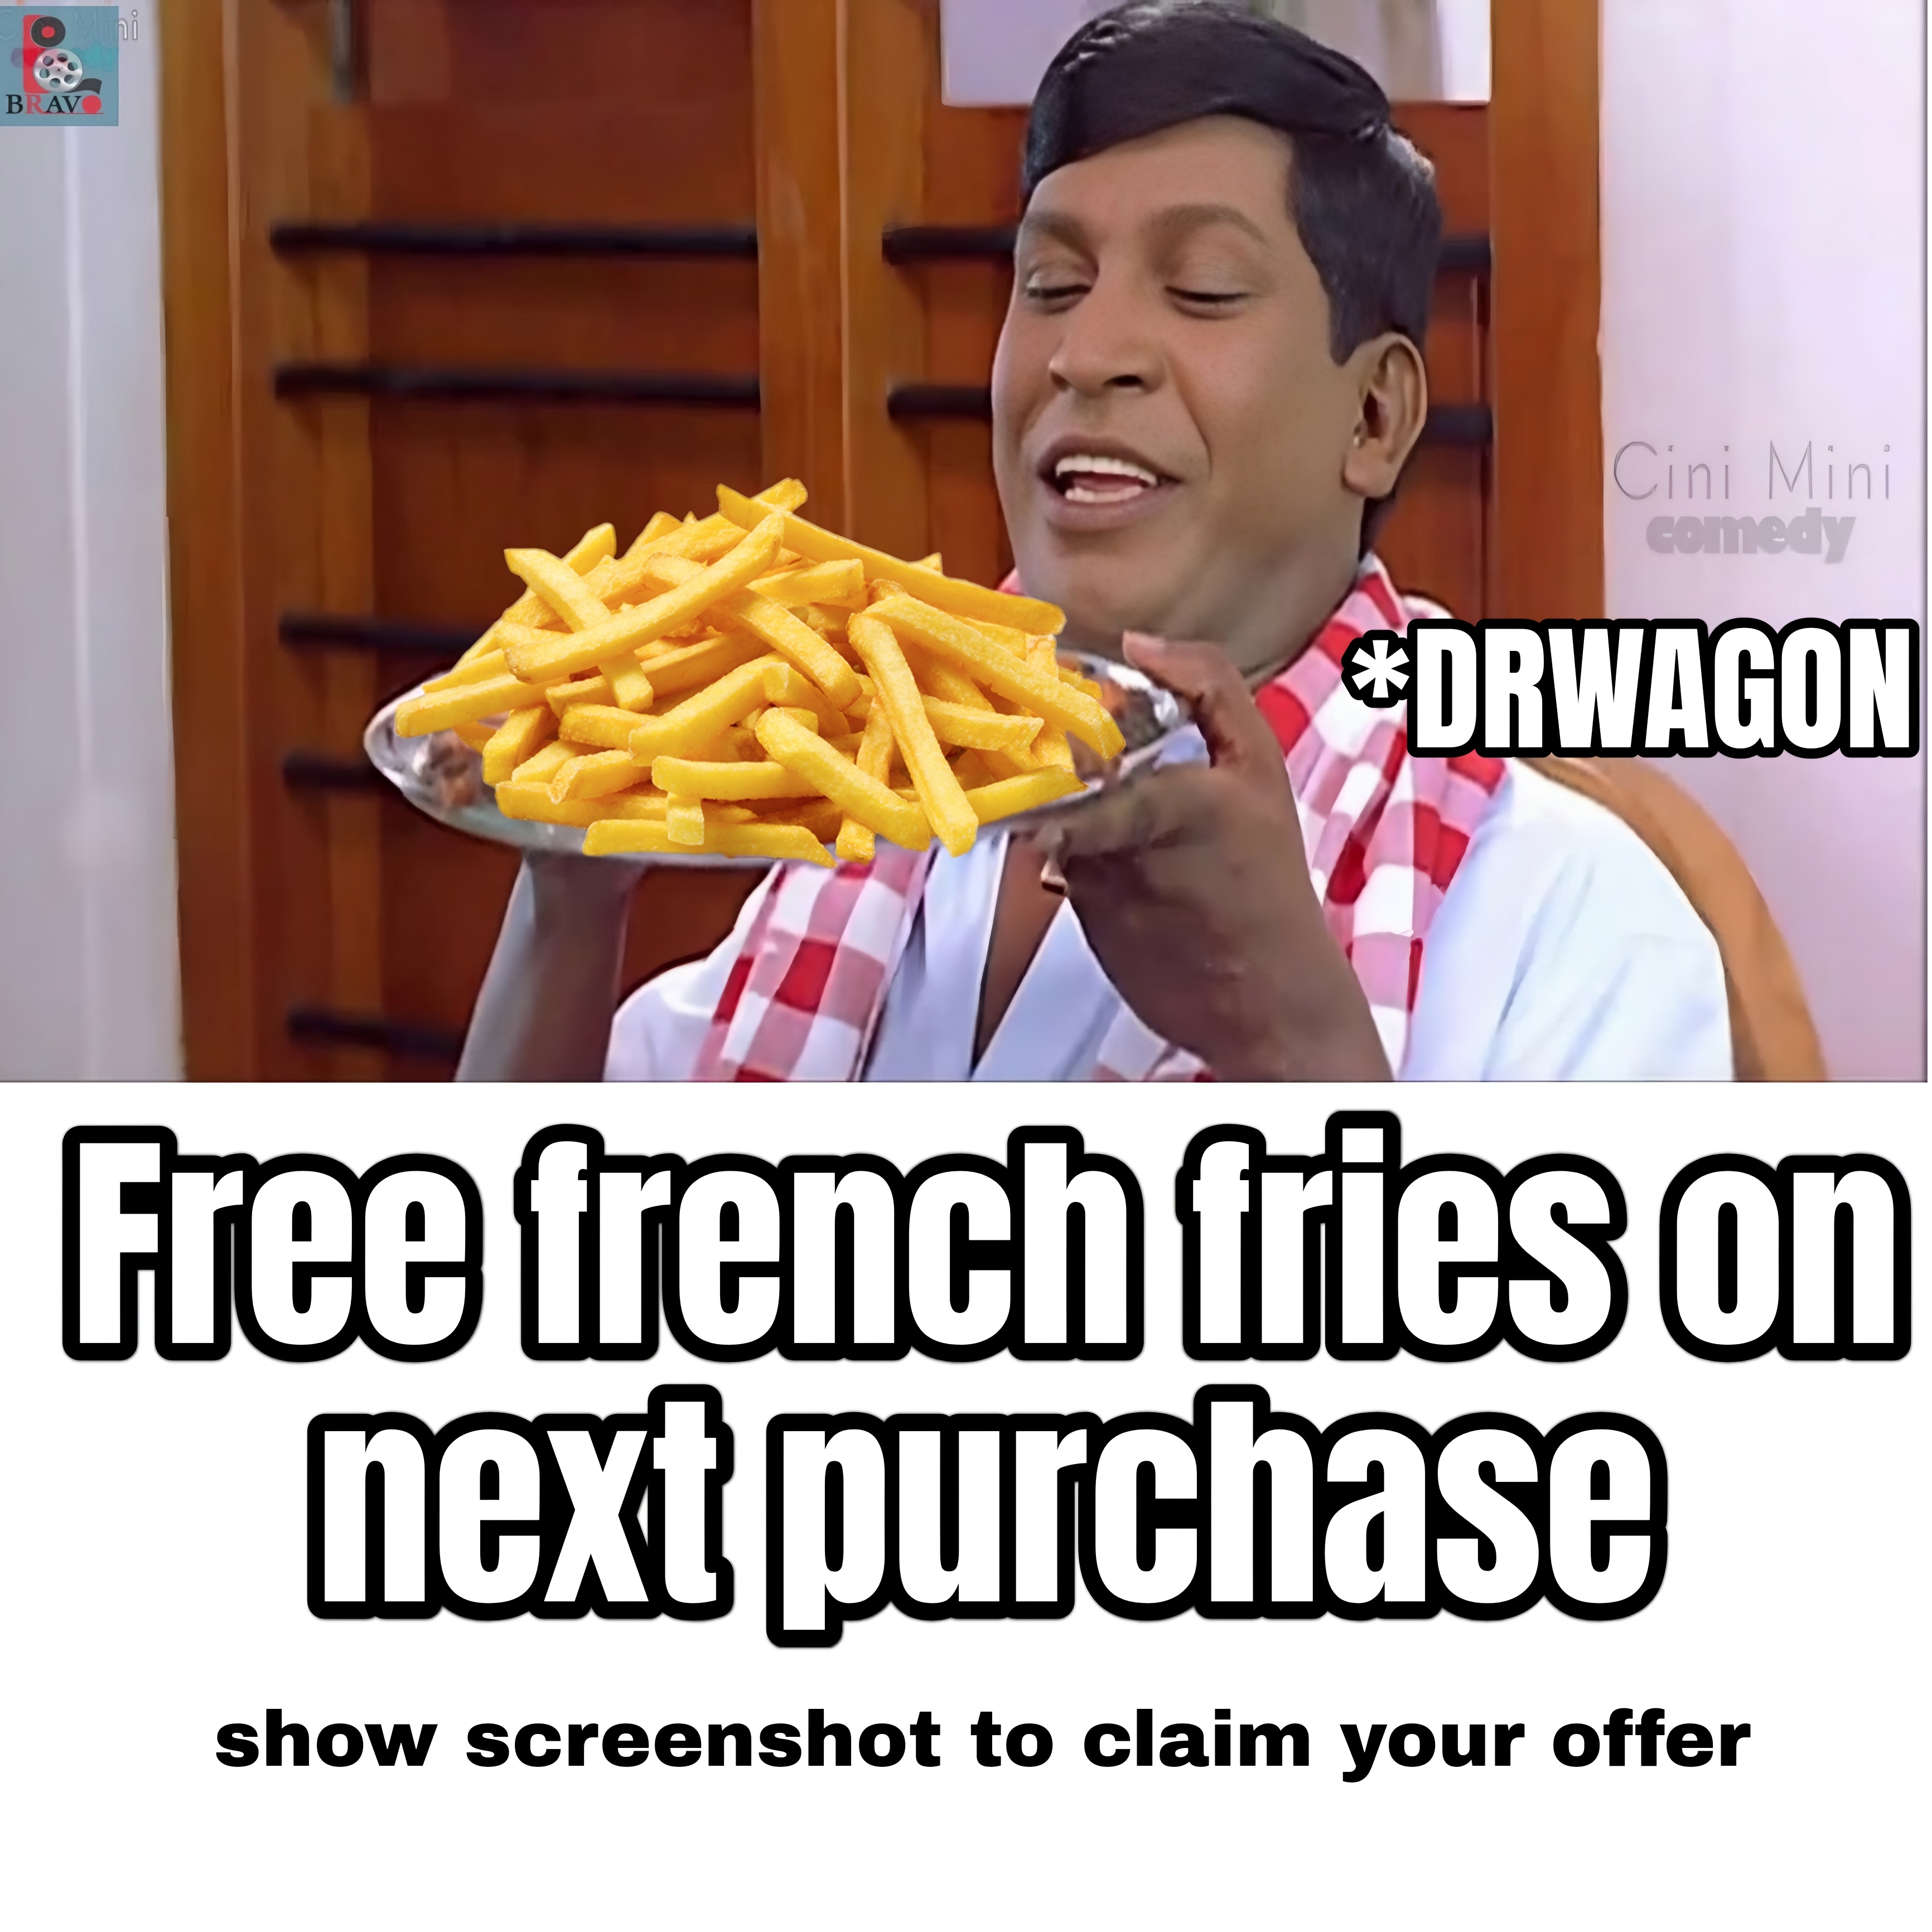 BRAVO
Cini Mini
comedy
*DRWAGON
Free french fries on
next purchase
show screenshot to claim your offer